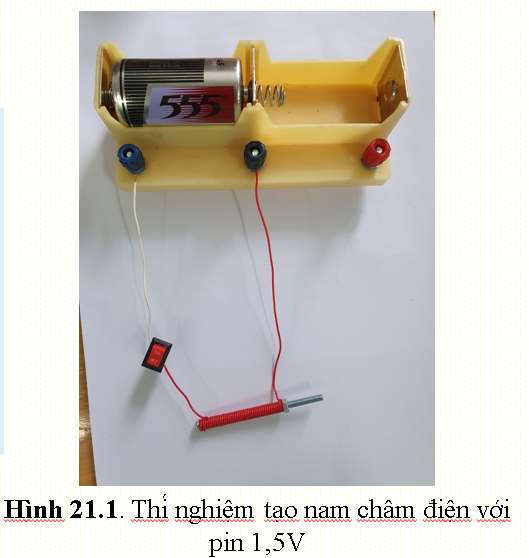 555
Hình 21.1. Thí nghiệm tạo nam châm điện với
pin 1,5V